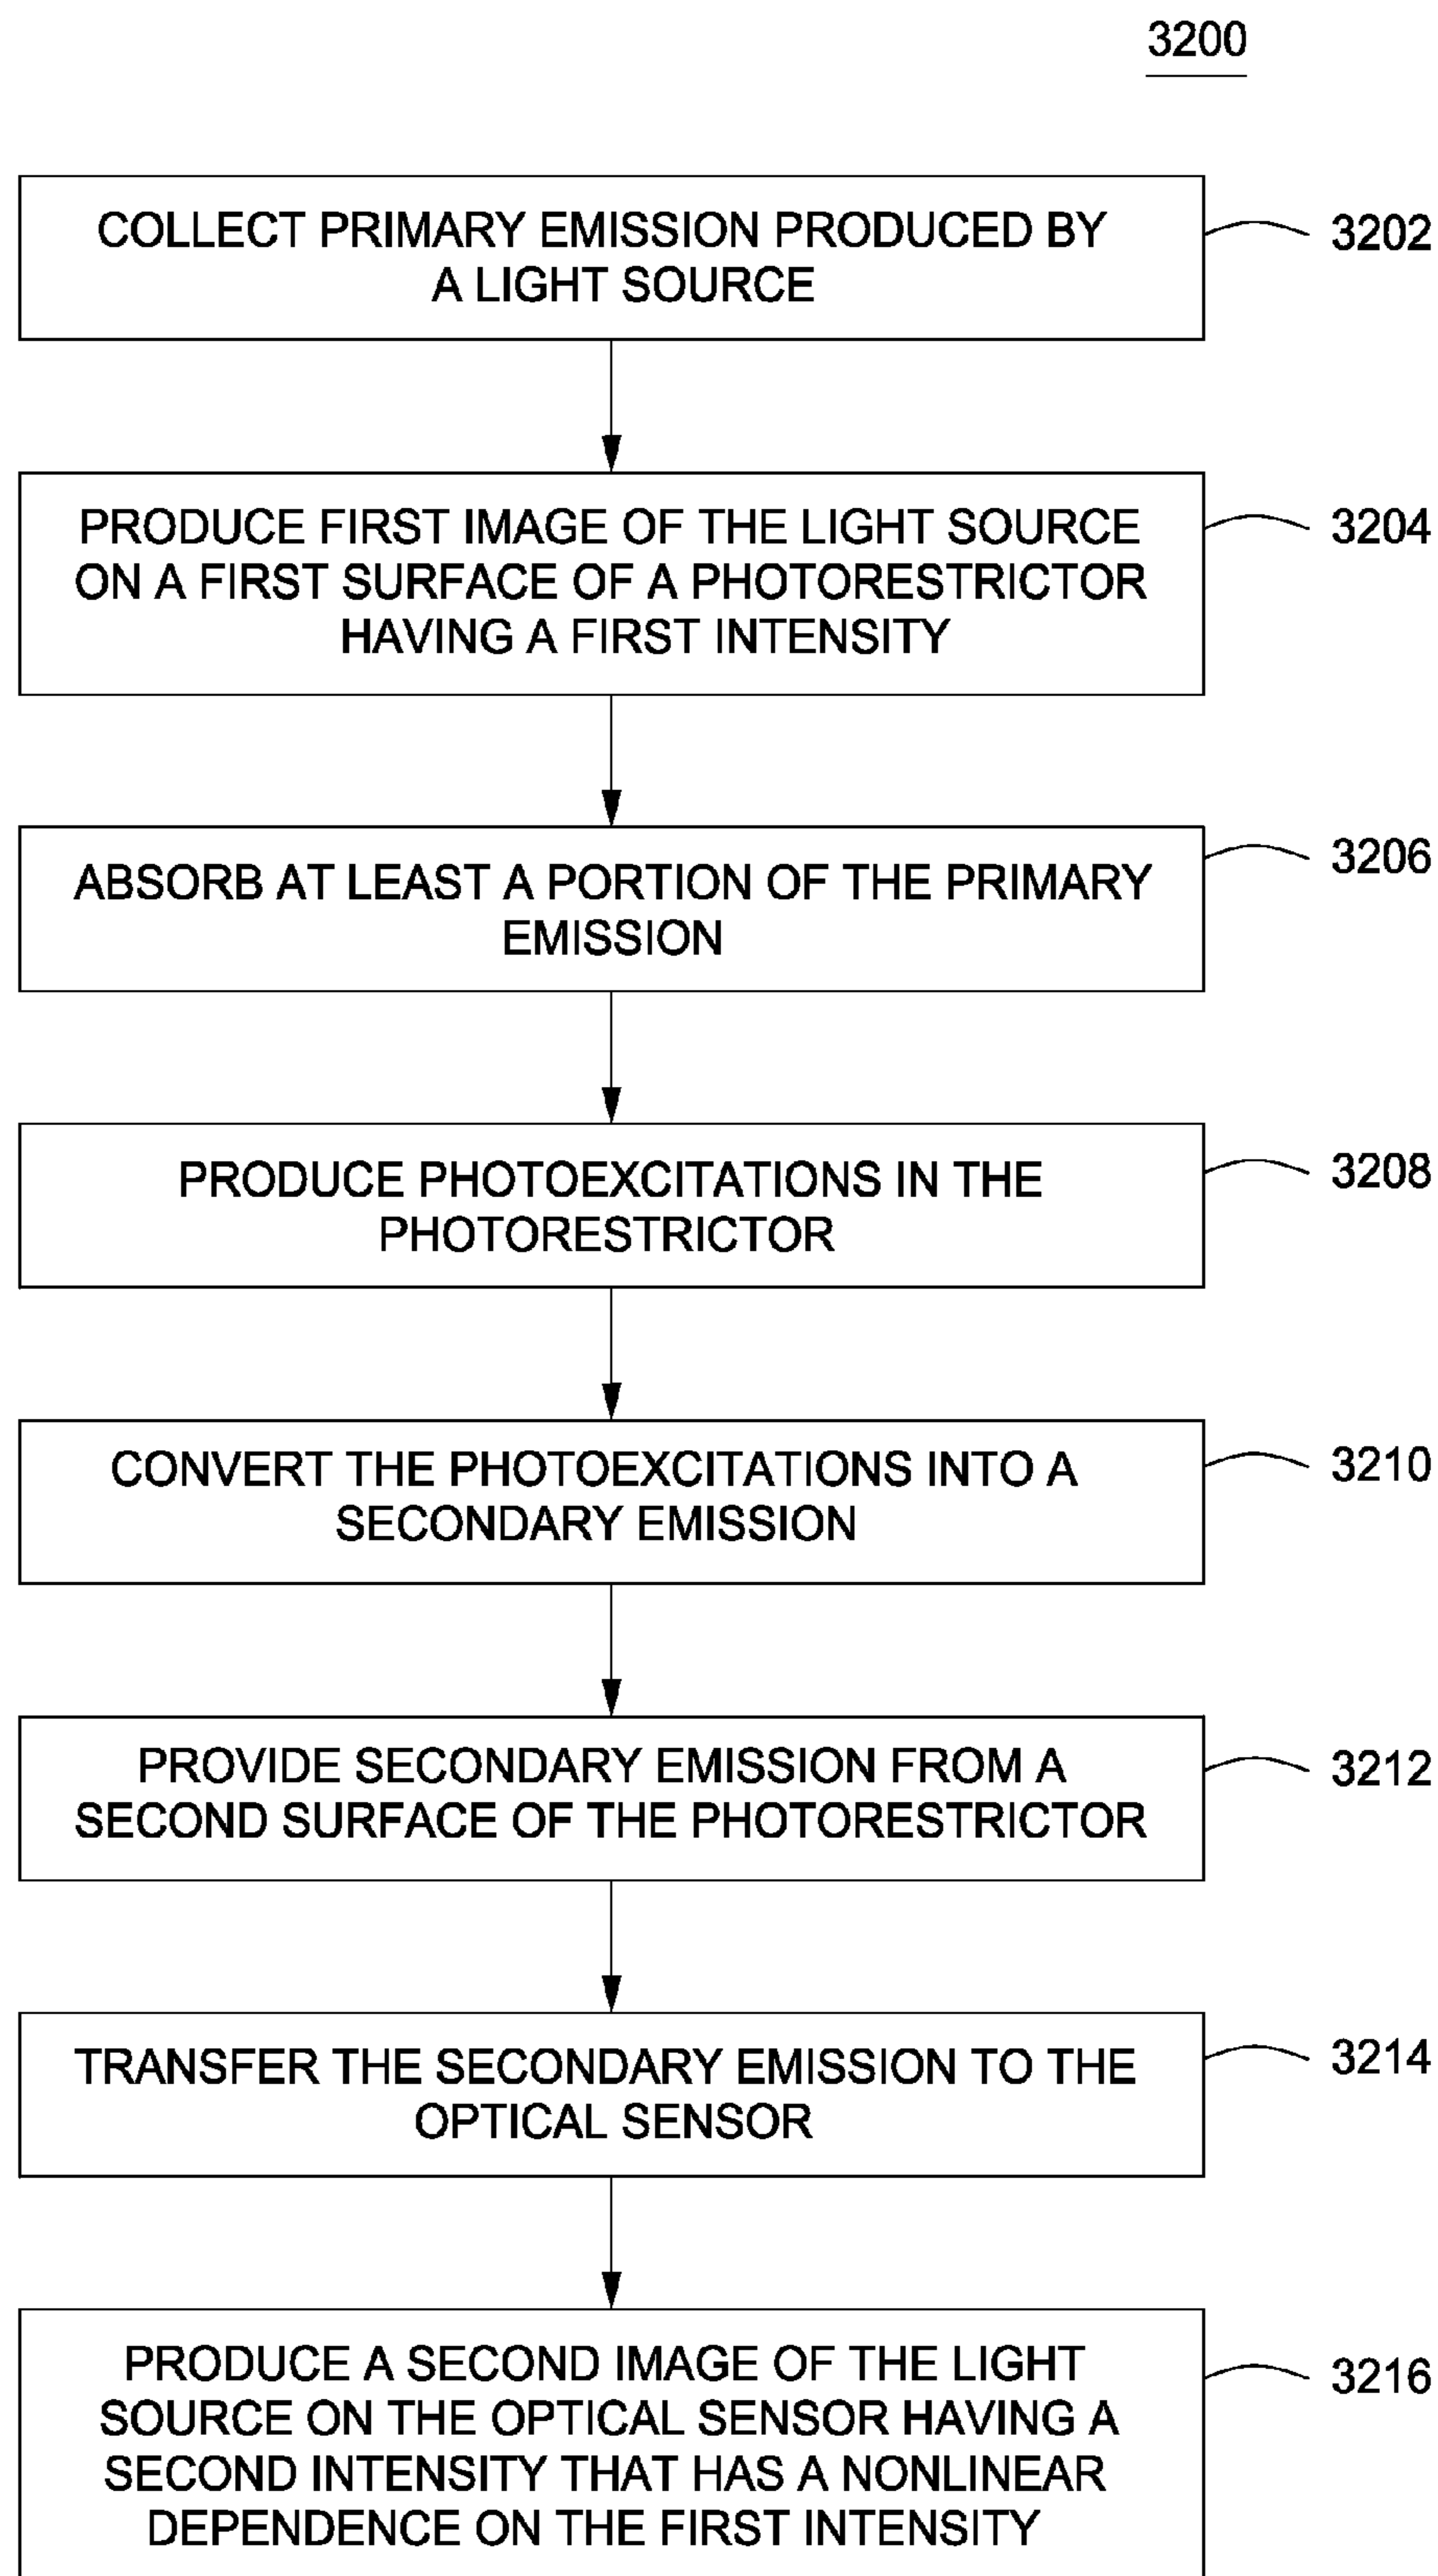 3200
COLLECT PRIMARY EMISSION PRODUCED BY
A LIGHT SOURCE
3202
PRODUCE FIRST IMAGE OF THE LIGHT SOURCE
ON A FIRST SURFACE OF A PHOTORESTRICTOR
HAVING A FIRST INTENSITY
3204
ABSORB AT LEAST A PORTION OF THE PRIMARY
EMISSION
3206
PRODUCE PHOTOEXCITATIONS IN THE
PHOTORESTRICTOR
3208
CONVERT THE PHOTOEXCITATIONS INTO A
SECONDARY EMISSION
3210
PROVIDE SECONDARY EMISSION FROM A
SECOND SURFACE OF THE PHOTORESTRICTOR
3212
TRANSFER THE SECONDARY EMISSION TO THE
OPTICAL SENSOR
3214
PRODUCE A SECOND IMAGE OF THE LIGHT
SOURCE ON THE OPTICAL SENSOR HAVING A
SECOND INTENSITY THAT HAS A NONLINEAR
DEPENDENCE ON THE FIRST INTENSITY
3216